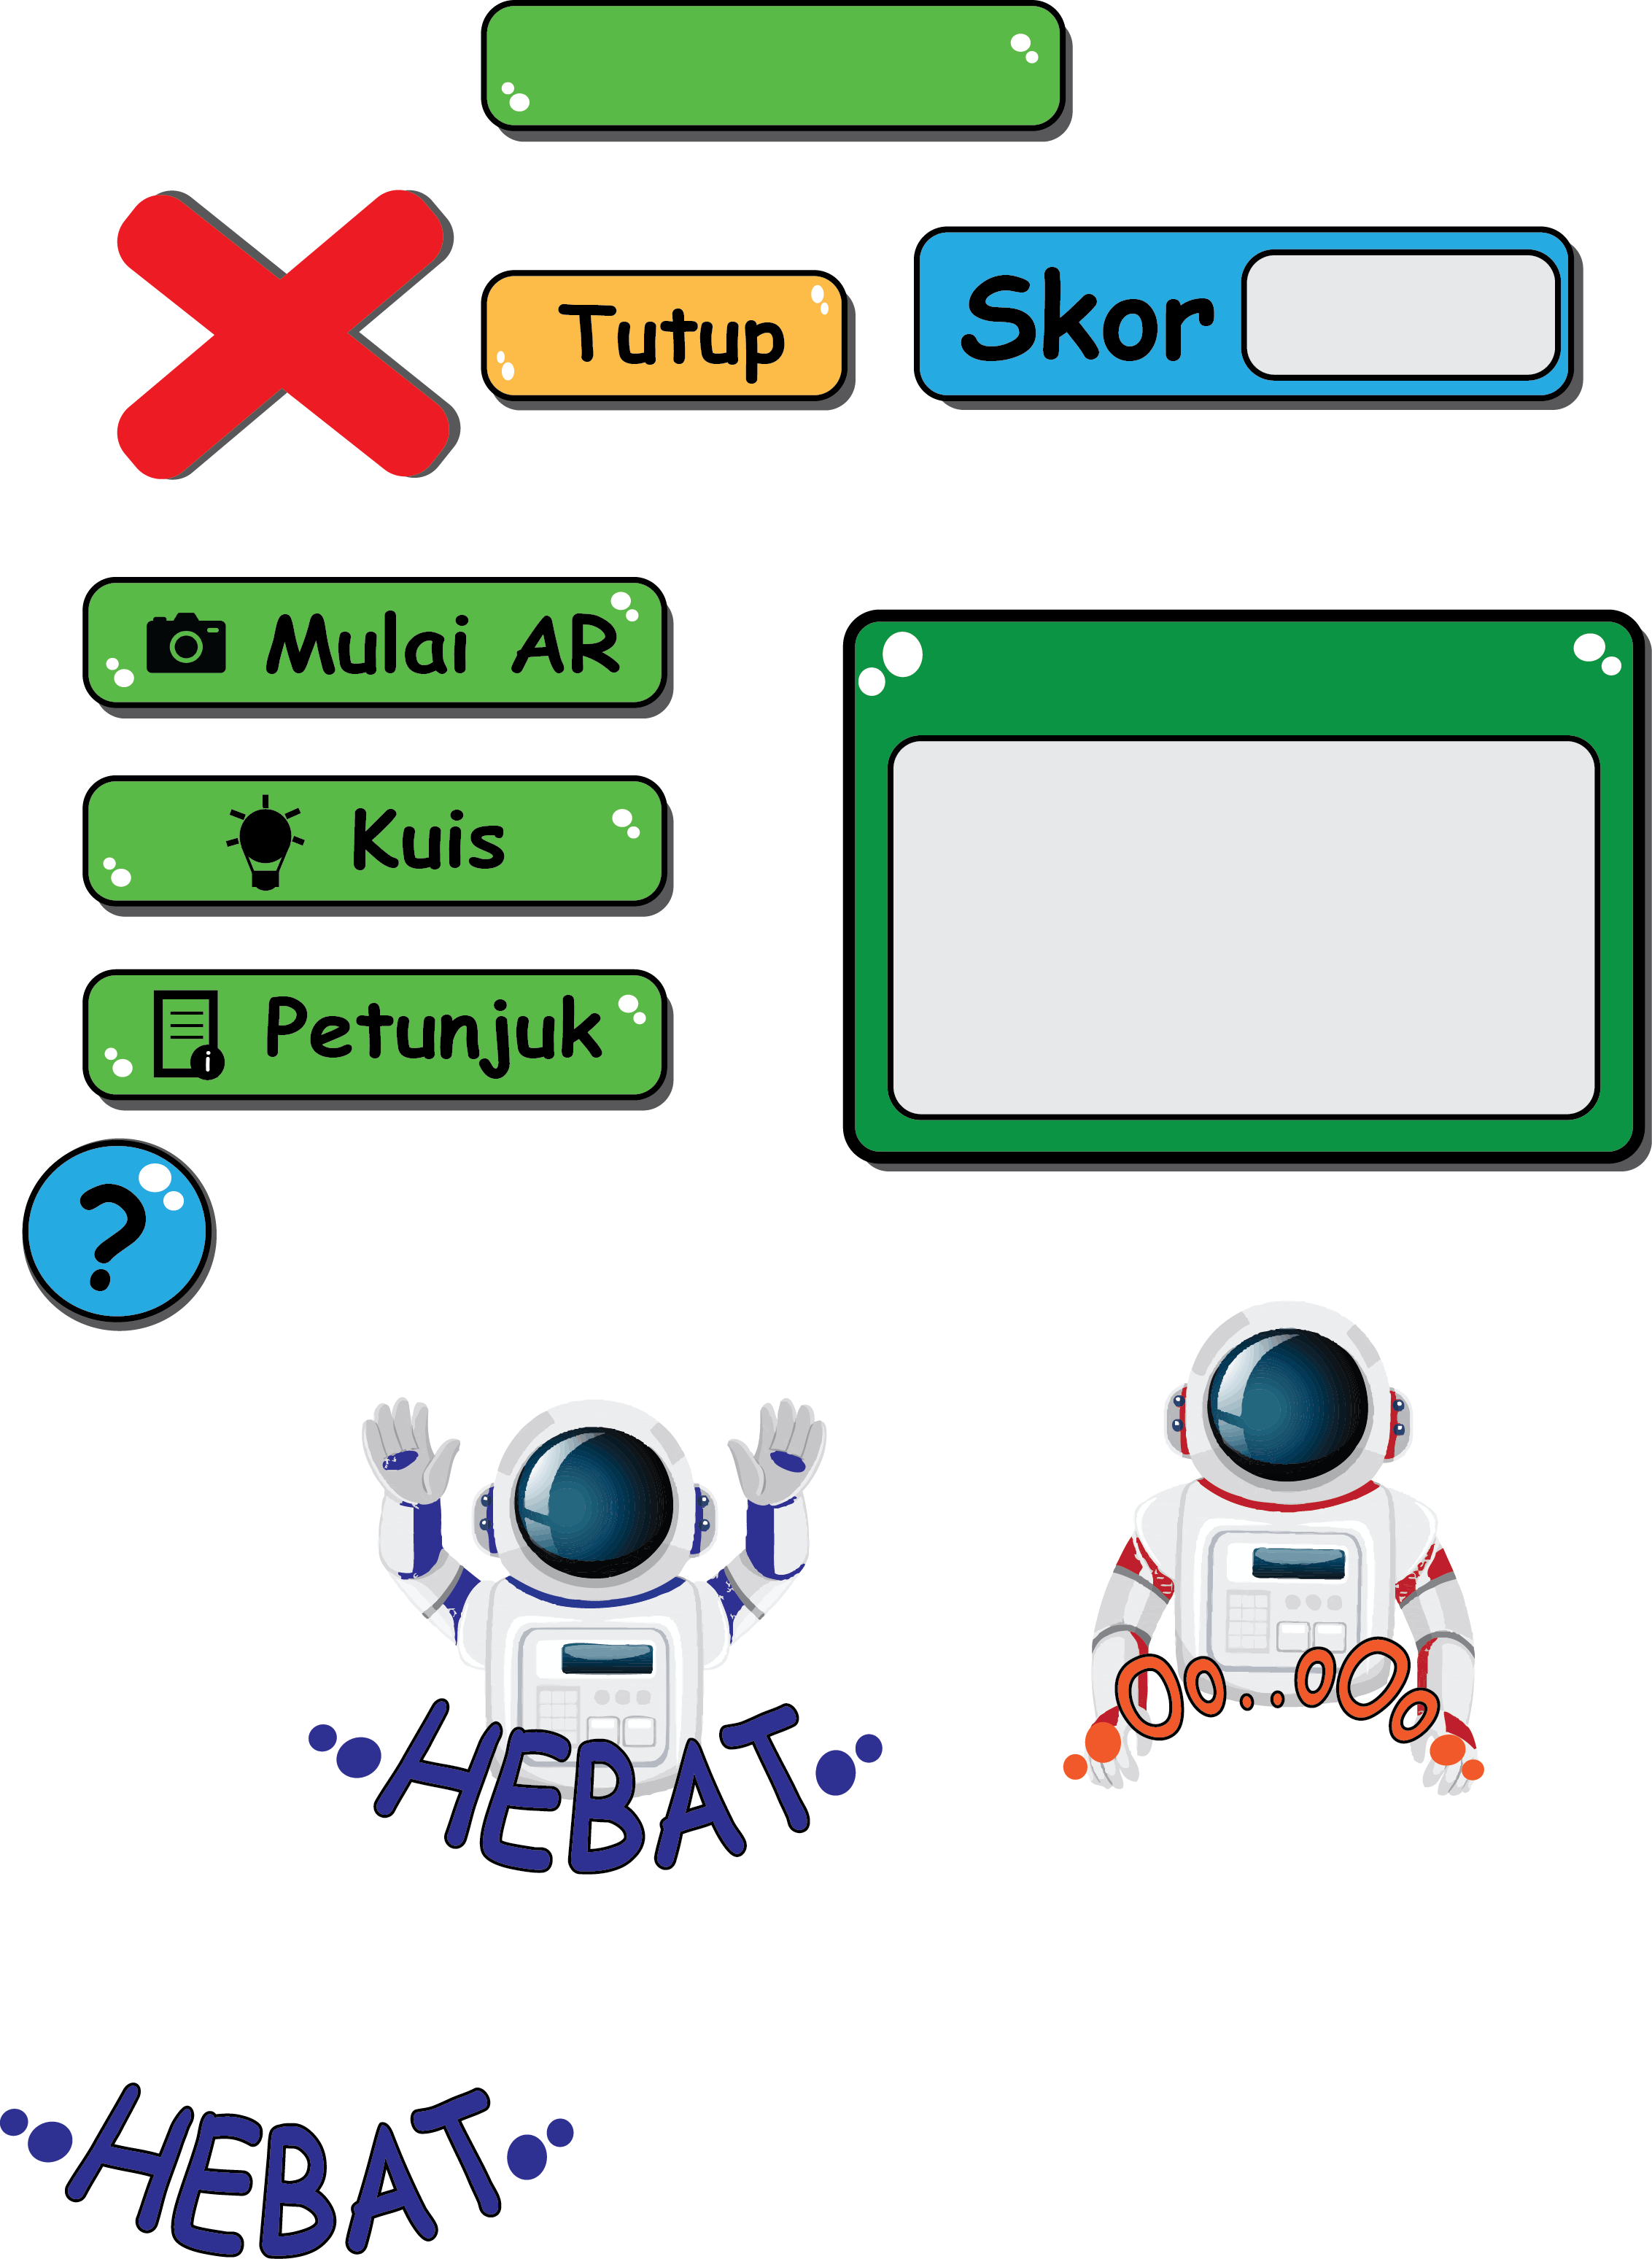 Tutup
Skor
Mulai AR
Kuis
i
Petunjuk
?
HEBAT
Oo..oOo
HEBAT